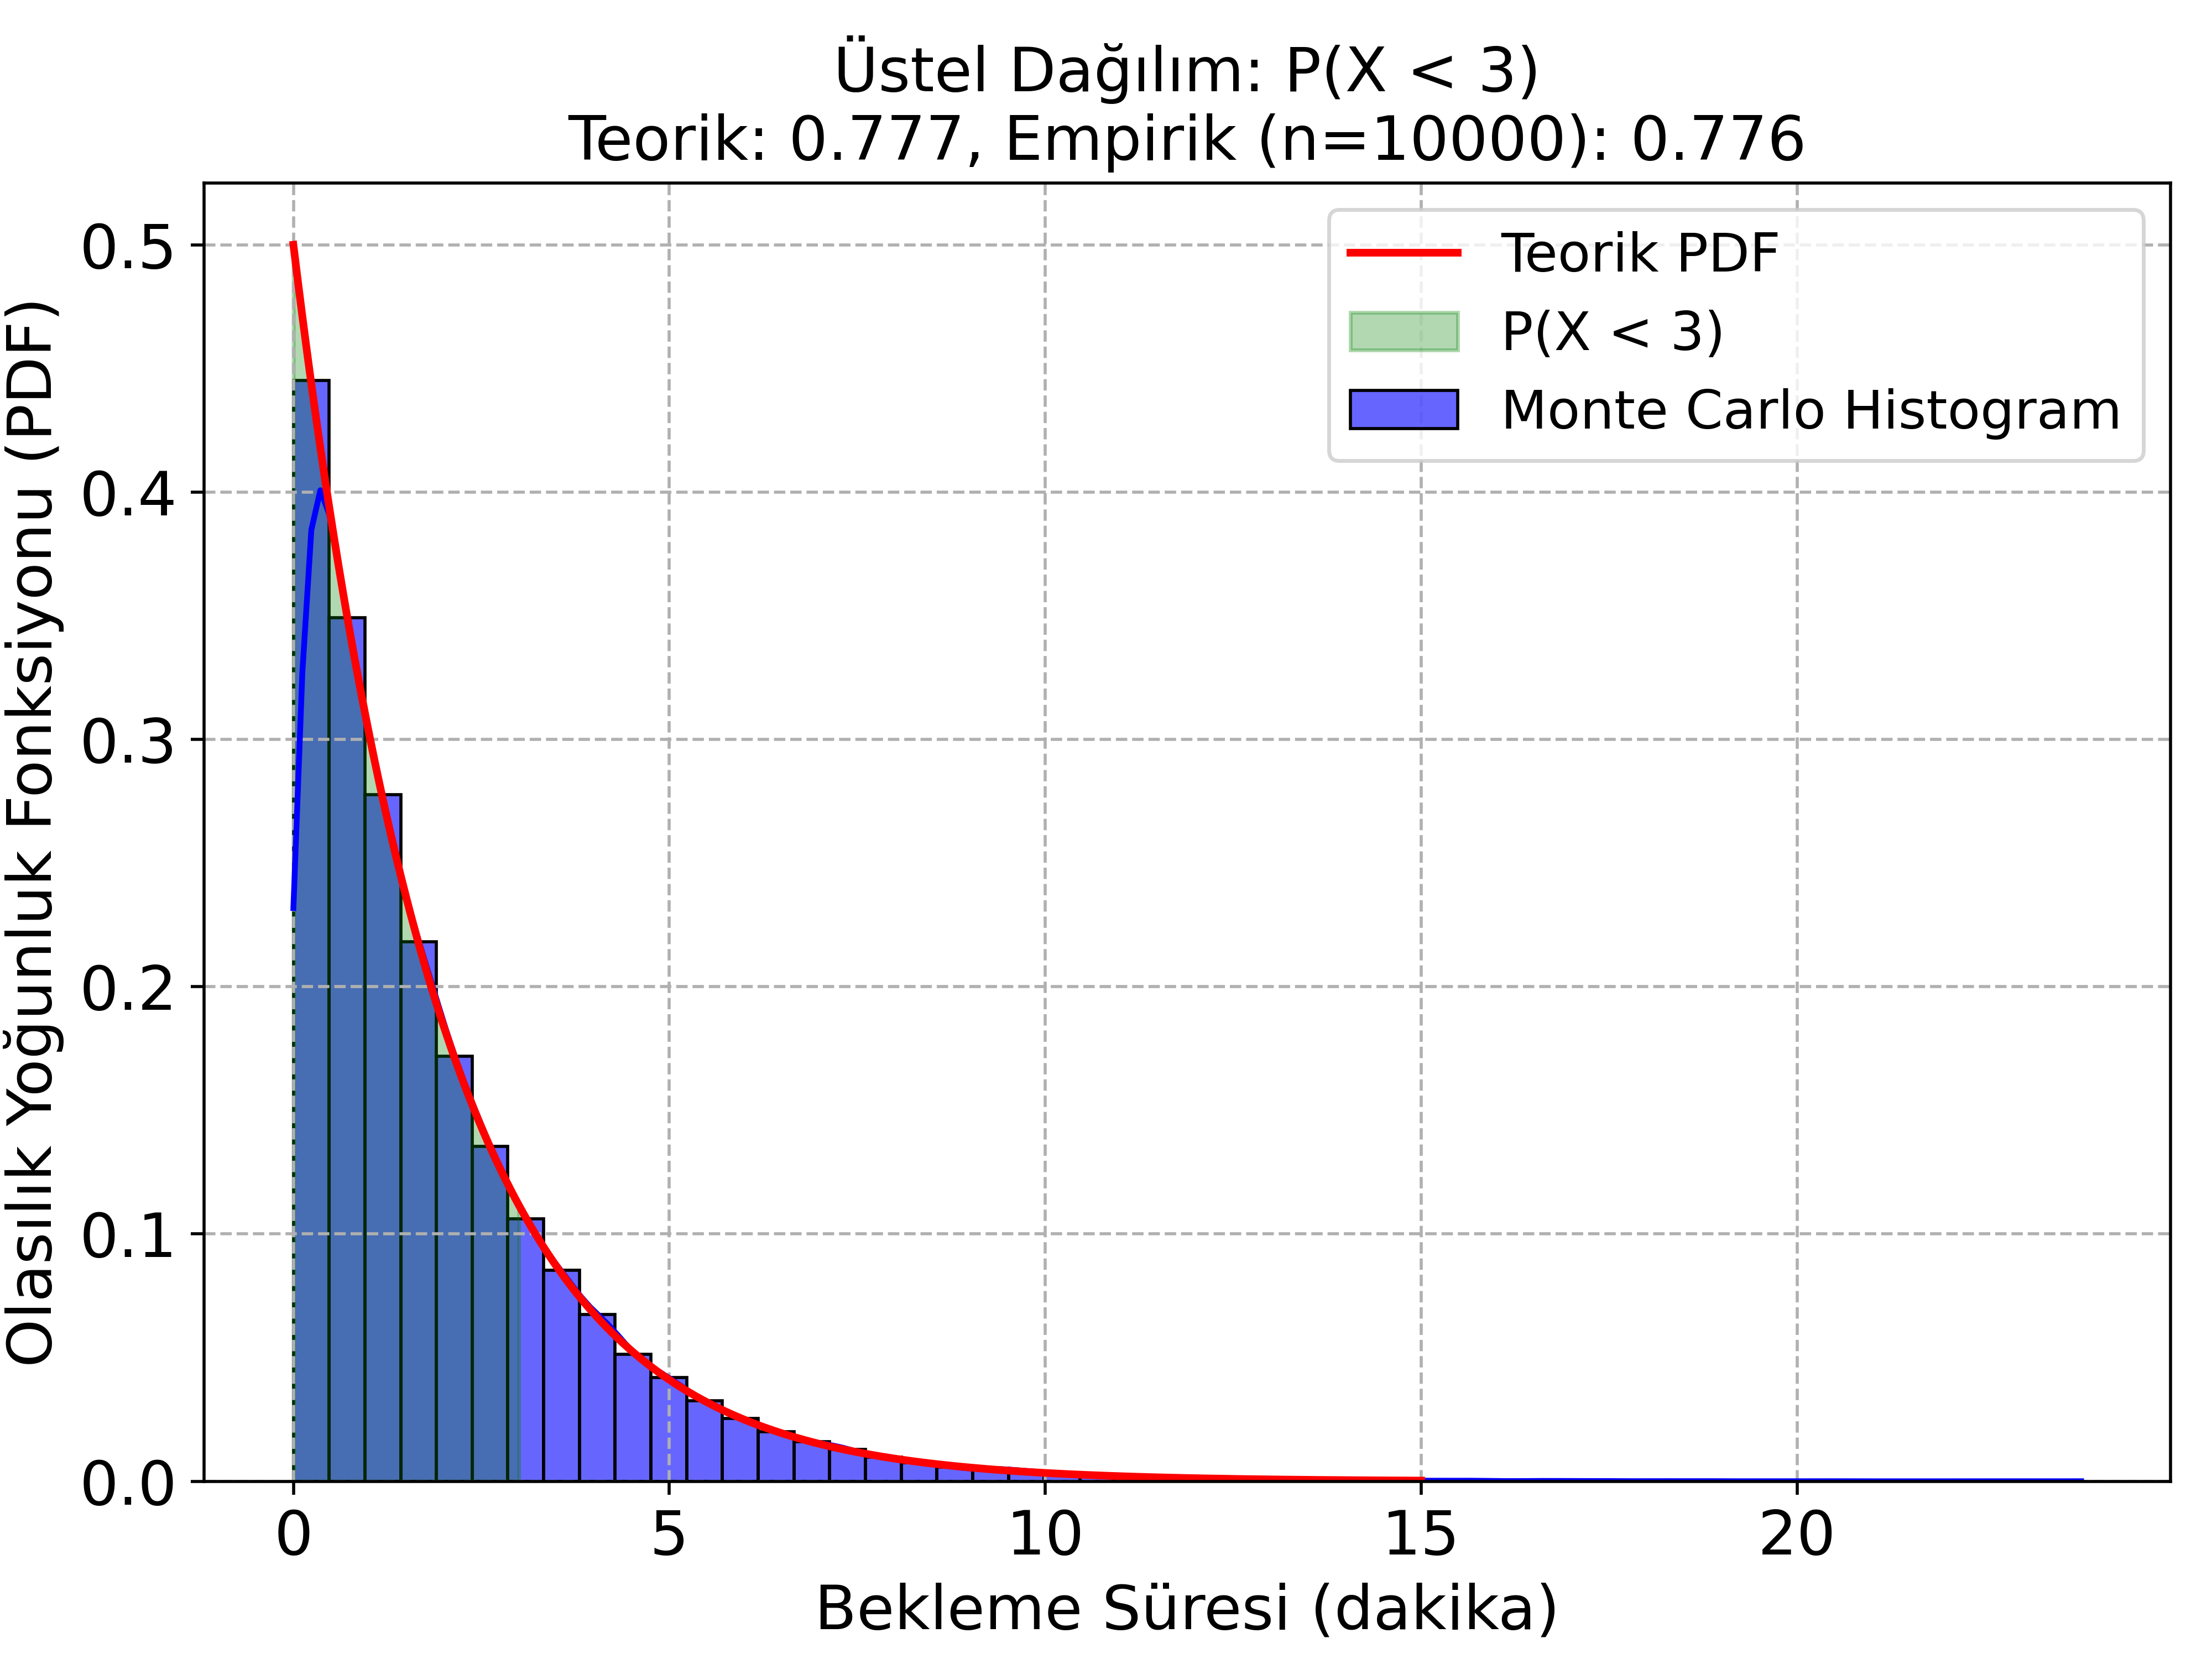 Üstel Dağılım: P(X < 3)
Teorik: 0.777, Empirik (n=10000): 0.776
Olasılık Yoğunluk Fonksiyonu (PDF)
0.5
0.4
0.3
0.2
0.1
0.0
Teorik PDF
P(X < 3)
Monte Carlo Histogram
0 5 10 15 20
Bekleme Süresi (dakika)